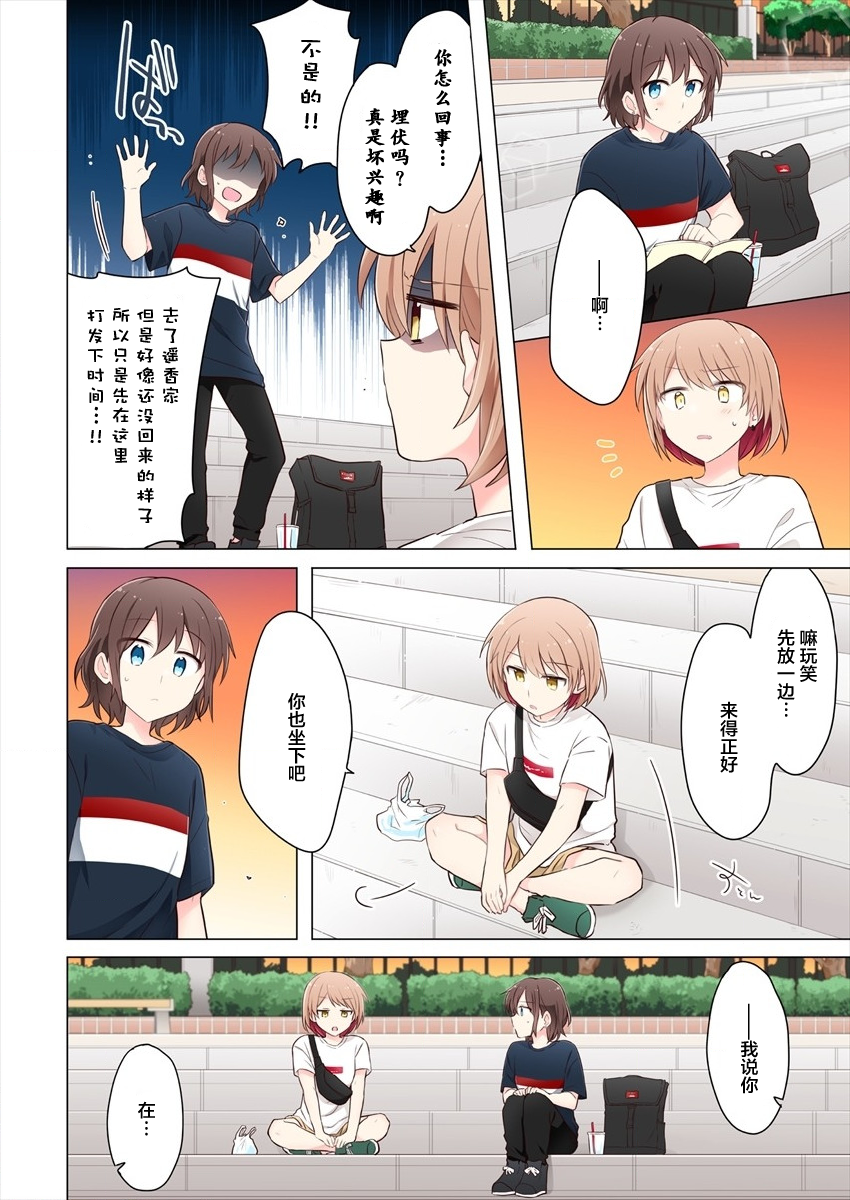 ——啊…
你怎么回事…
埋伏吗？
真是坏兴趣啊
不是的!!
去了遥香家
但是好像还没回来的样子
所以只是先在这里
打发下时间…!!
嘛玩笑
先放一边…
来得正好
你也坐下吧
すとん
——我说你
在…